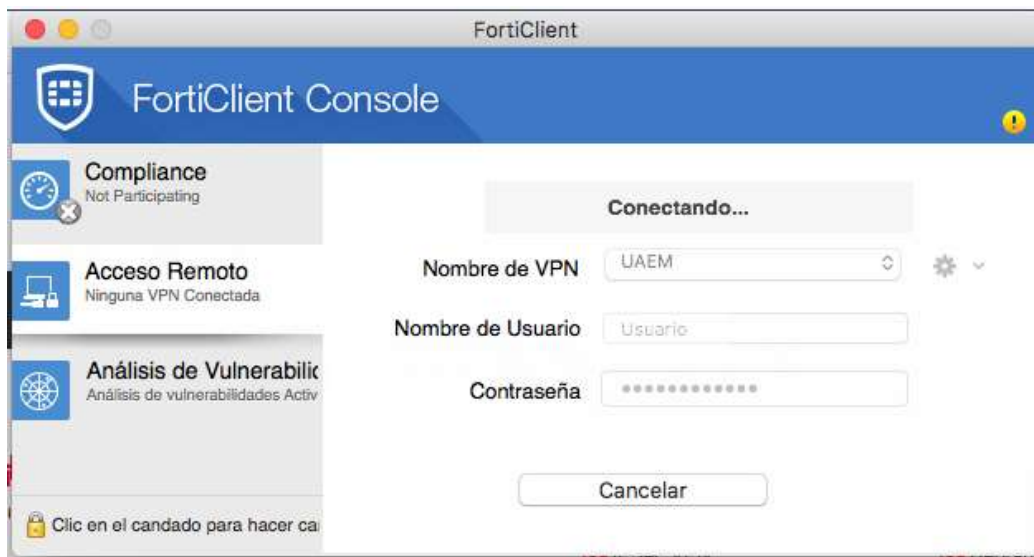 FortiClient
FortiClient Console
Compliance
Not Participating
Acceso Remoto
Ninguna VPN Conectada
Análisis de Vulnerabilic
Análisis de vulnerabilidades Activ
Clic en el candado para hacer cai
Conectando...
Nombre de VPN UAEM
Nombre de Usuario Usuario
Contraseña ••••••••••••
Cancelar